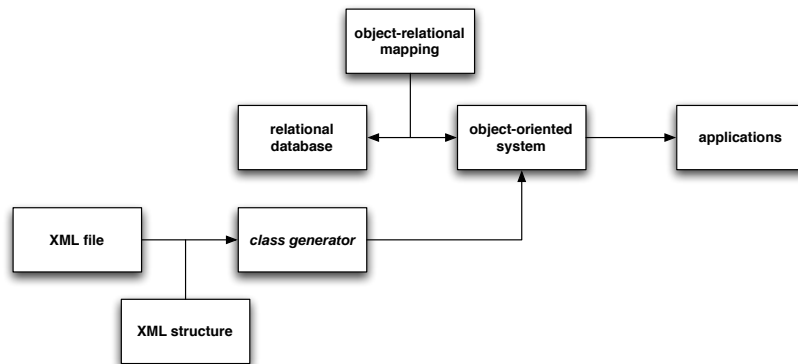 object-relational
mapping
relational
database
object-oriented
system
applications
XML file
class generator
XML structure